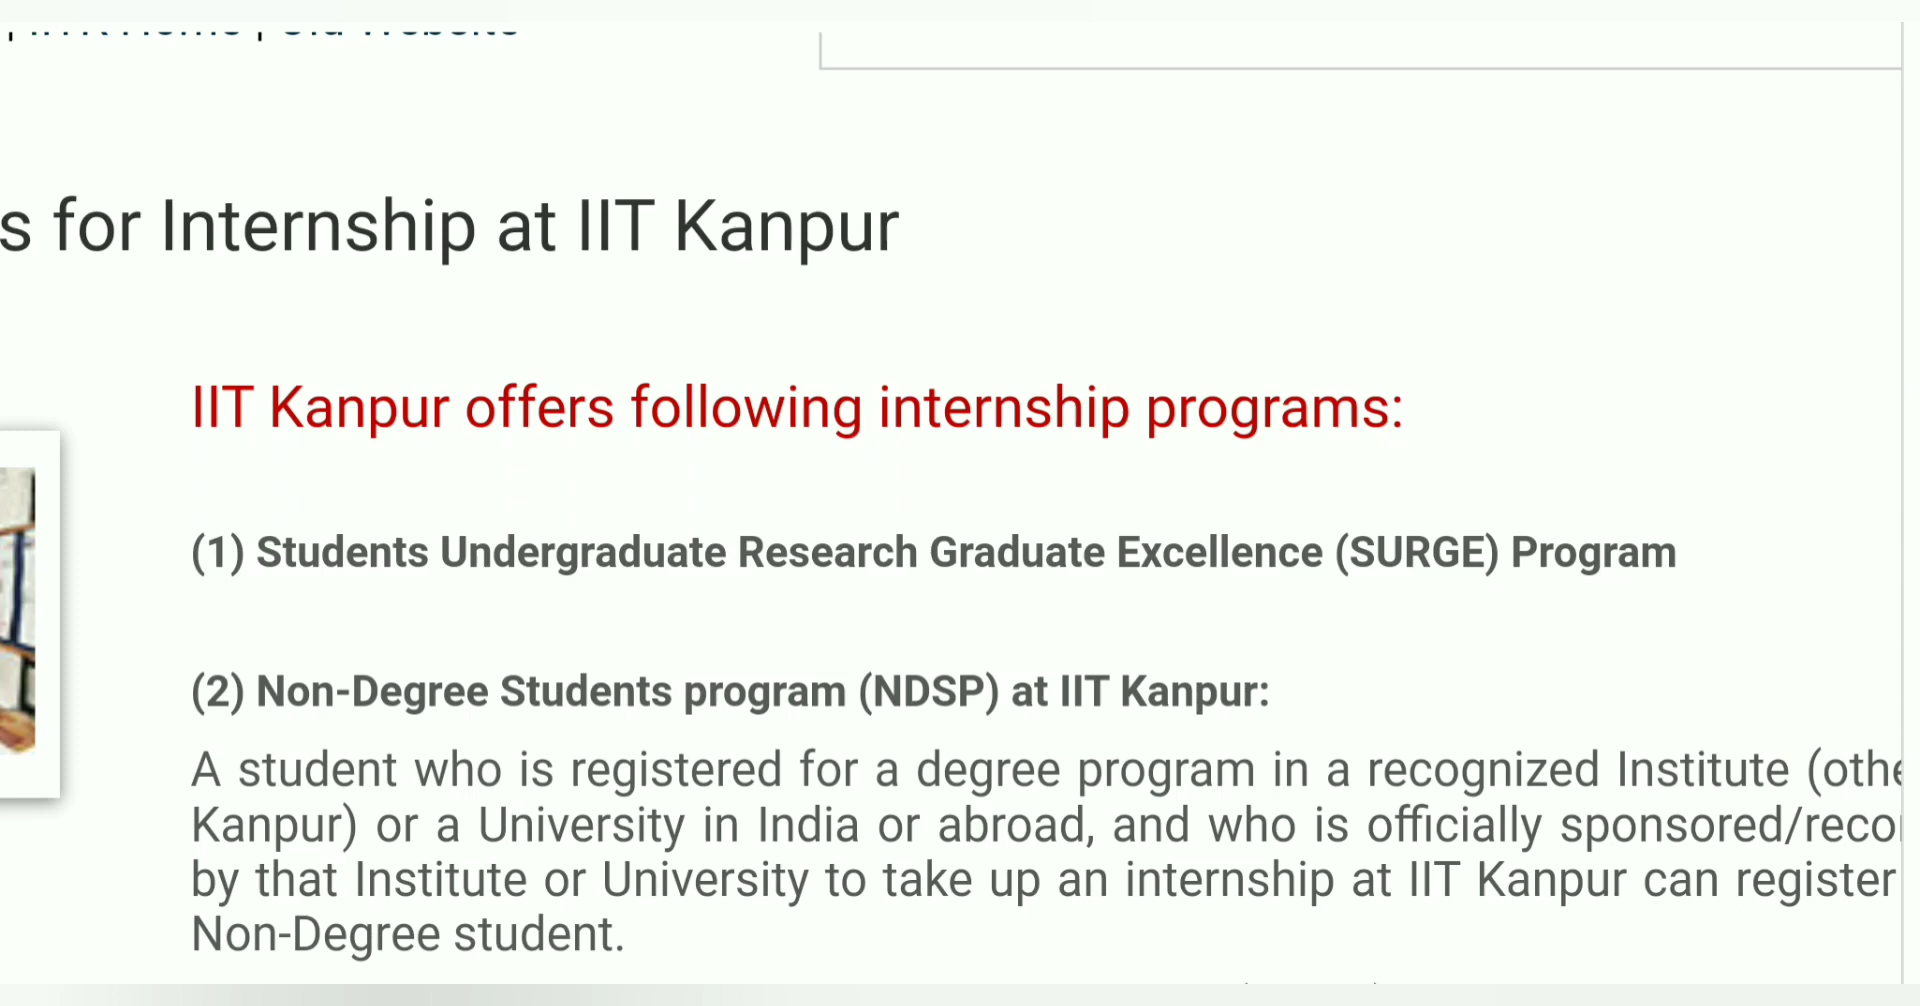 s for Internship at IIT Kanpur
IIT Kanpur offers following internship programs:
(1) Students Undergraduate Research Graduate Excellence (SURGE) Program
(2) Non-Degree Students program (NDSP) at IIT Kanpur:
A student who is registered for a degree program in a recognized Institute (othe
Kanpur) or a University in India or abroad, and who is officially sponsored/reco
by that Institute or University to take up an internship at IIT Kanpur can register
Non-Degree student.